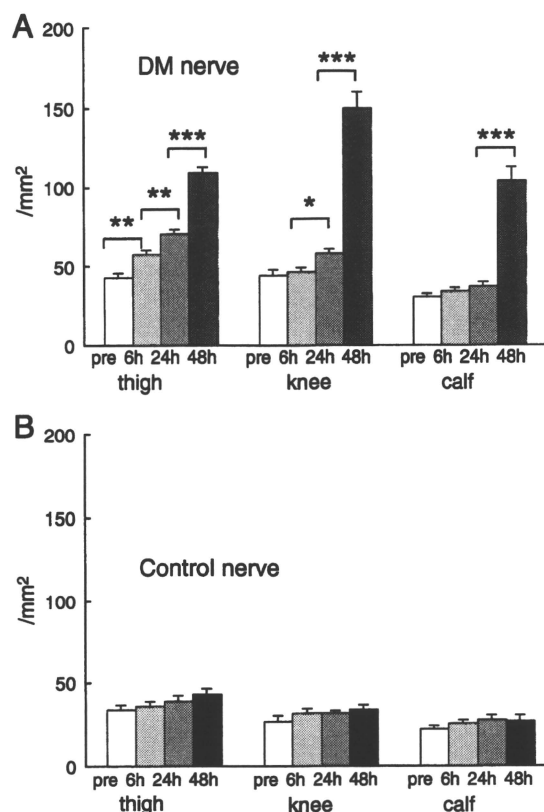 A
200
DM nerve
***
150
***
***
/mm²
100
**
**
*
50
0
pre 6h 24h 48h pre 6h 24h 48h pre 6h 24h 48h
thigh knee calf
B
200
150
Control nerve
/mm²
100
50
0
pre 6h 24h 48h pre 6h 24h 48h pre 6h 24h 48h
thigh knee calf